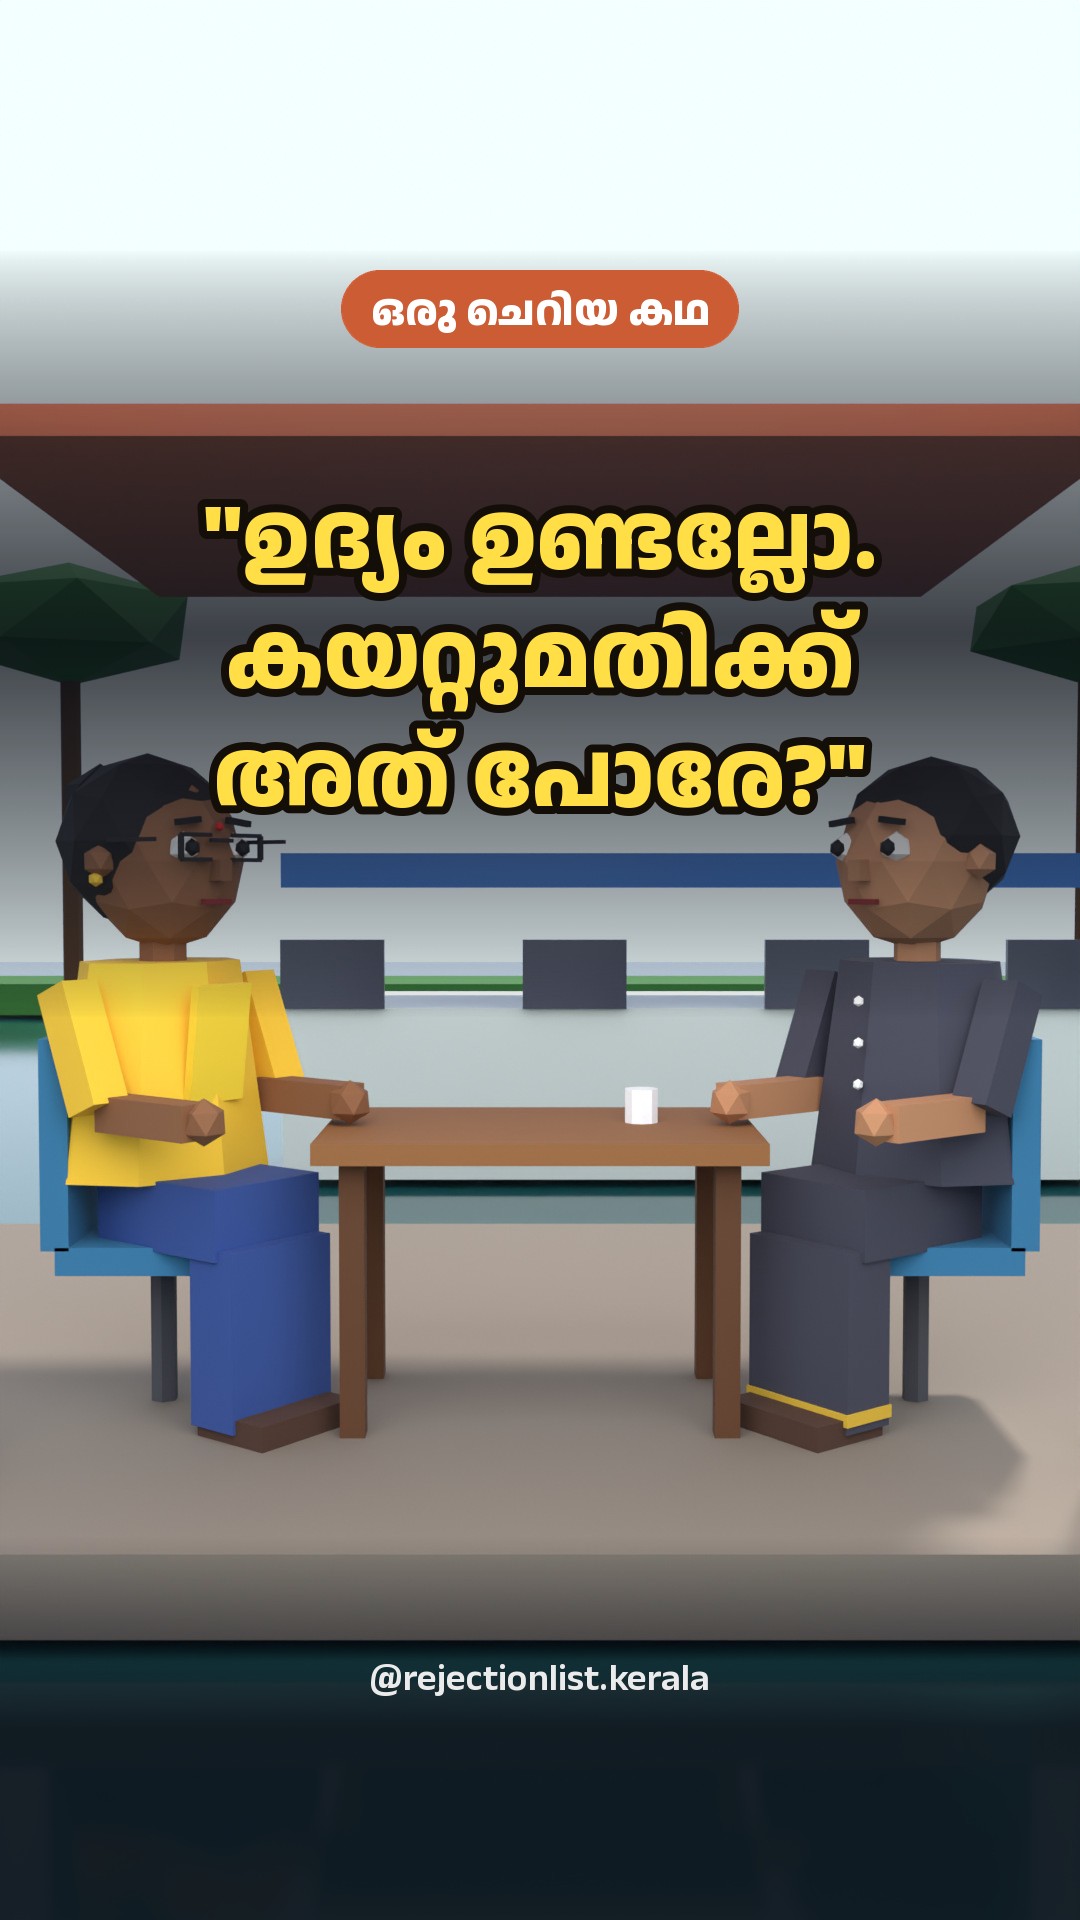 ഒരു ചെറിയ കഥ
"ഉദ്യം ഉണ്ടല്ലോ.
കയറ്റുമതിക്ക്
അത് പോരേ?"
@rejectionlist.kerala